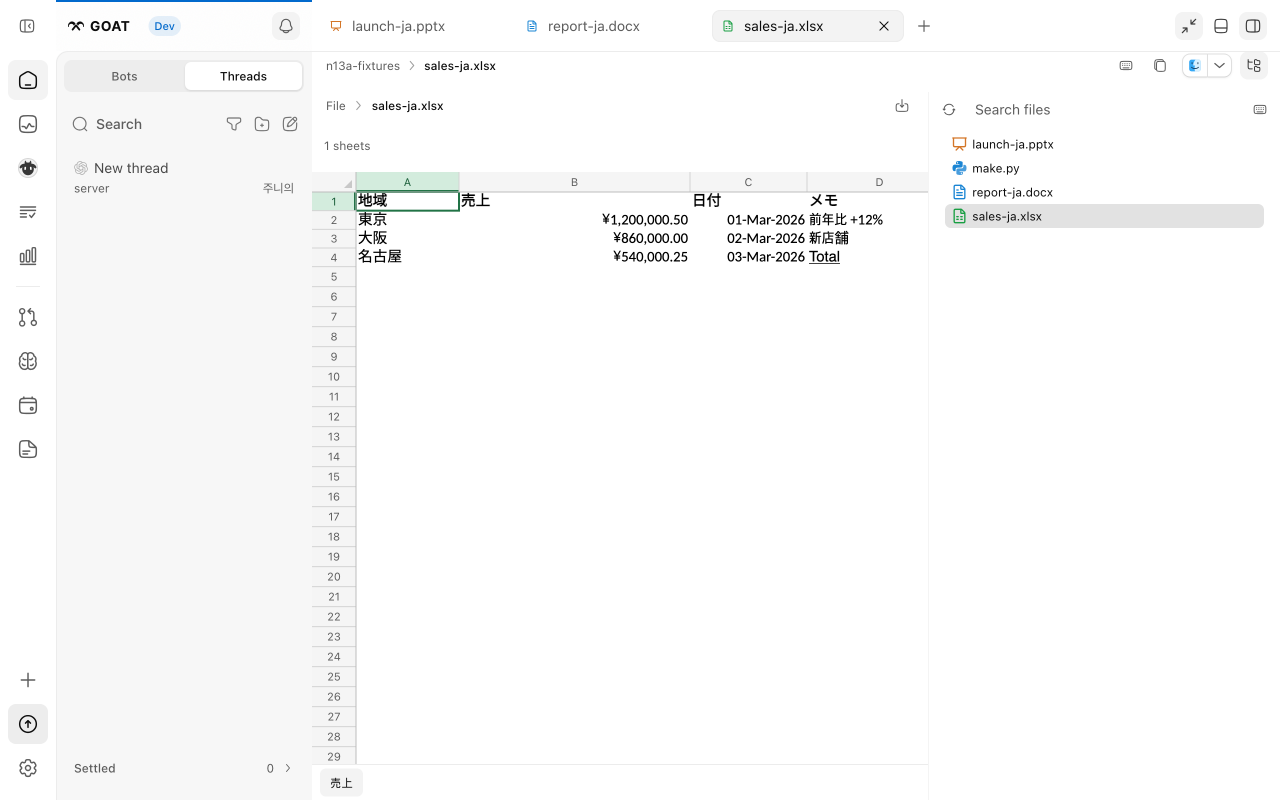 GOAT
Dev
launch-ja.pptx
report-ja.docx
sales-ja.xlsx
Bots
Threads
n13a-fixtures
sales-ja.xlsx
Search
File
sales-ja.xlsx
Search files
New thread
server
주니의
1 sheets
launch-ja.pptx
make.py
report-ja.docx
sales-ja.xlsx
A B C D
1 地域 売上 日付 メモ
2 東京 ¥1,200,000.50 01-Mar-2026 前年比 +12%
3 大阪 ¥860,000.00 02-Mar-2026 新店舗
4 名古屋 ¥540,000.25 03-Mar-2026 Total
5
6
7
8
9
10
11
12
13
14
15
16
17
18
19
20
21
22
23
24
25
26
27
28
29
Settled 0
売上